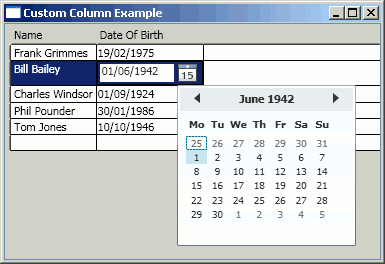 Custom Column Example
Name Date Of Birth
Frank Grimmes 19/02/1975
Bill Bailey 01/06/1942 15
Charles Windsor 01/09/1924
Phil Pounder 30/01/1986
Tom Jones 10/10/1946
June 1942
Mo Tu We Th Fr Sa Su
25 26 27 28 29 30 31
1 2 3 4 5 6 7
8 9 10 11 12 13 14
15 16 17 18 19 20 21
22 23 24 25 26 27 28
29 30 1 2 3 4 5